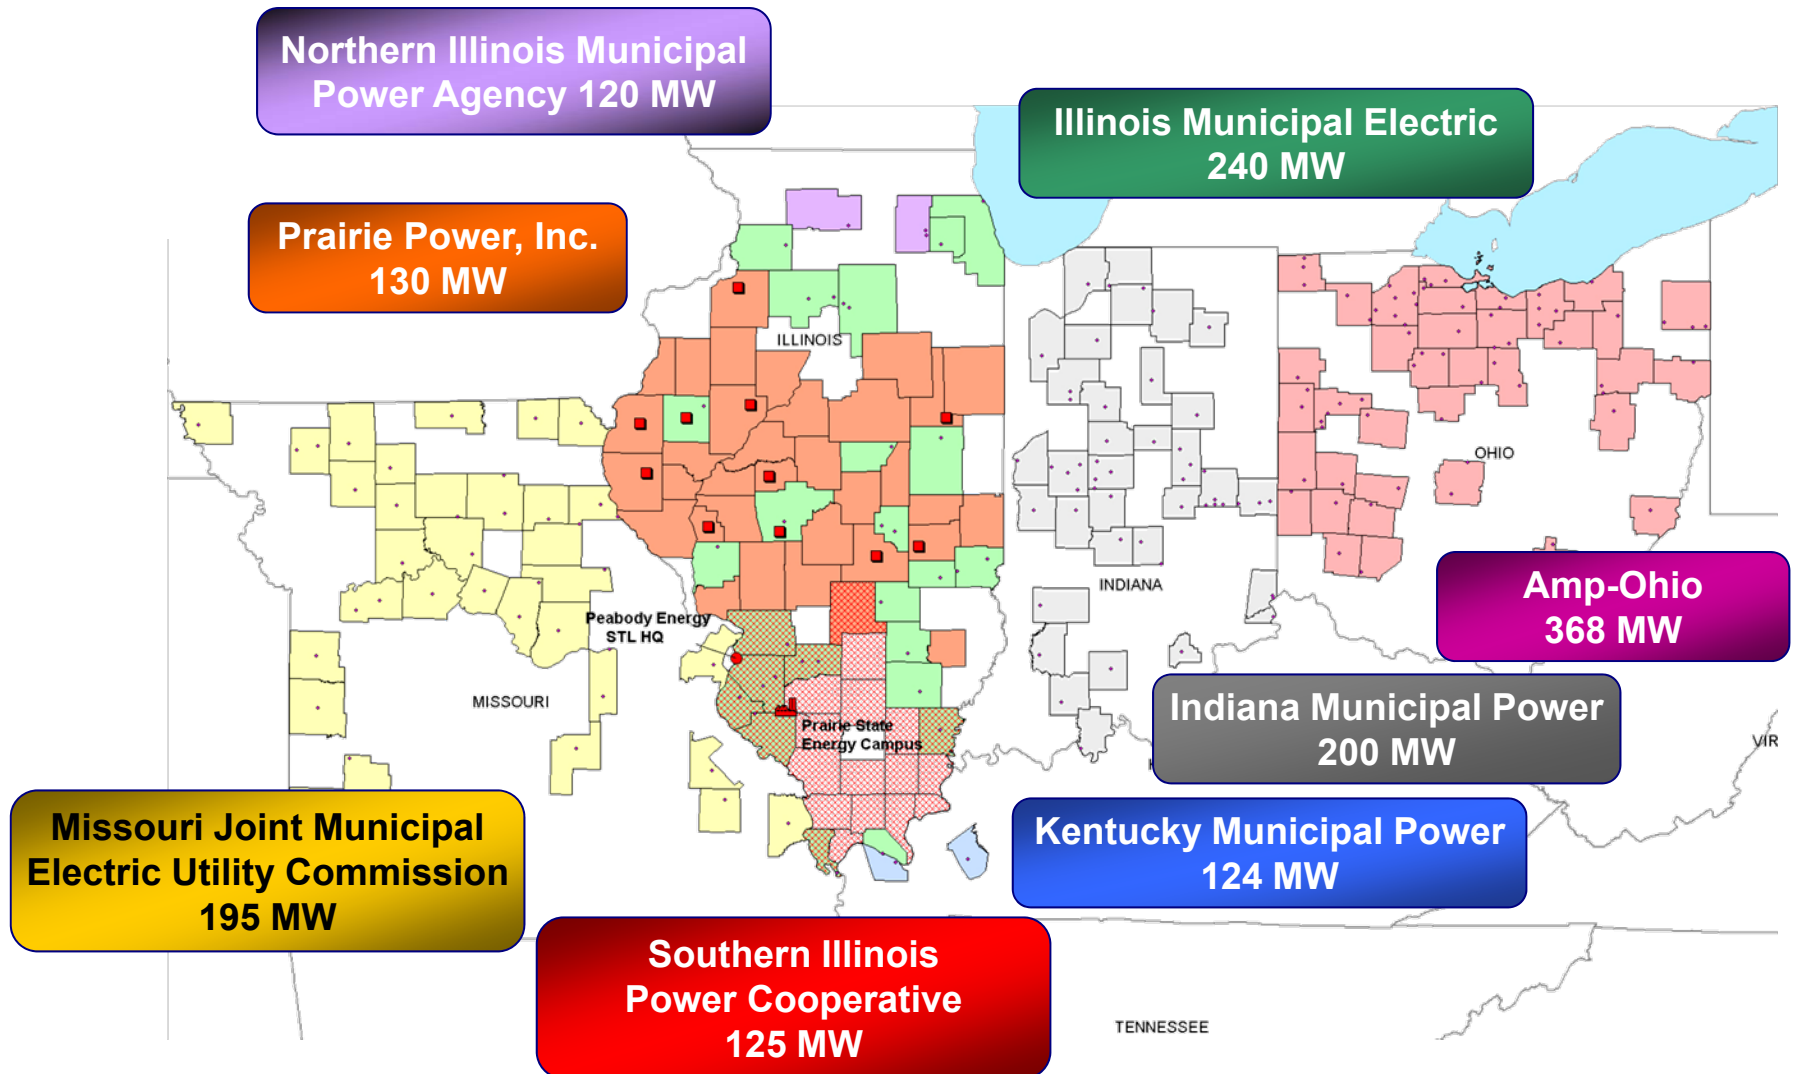 Northern Illinois Municipal
Power Agency 120 MW
Illinois Municipal Electric
240 MW
Prairie Power, Inc.
130 MW
ILLINOIS
OHIO
INDIANA
Amp-Ohio
368 MW
Peabody Energy
STL HQ
MISSOURI
Prairie State
Energy Campus
Indiana Municipal Power
200 MW
VIR
Missouri Joint Municipal
Electric Utility Commission
195 MW
Kentucky Municipal Power
124 MW
Southern Illinois
Power Cooperative
125 MW
TENNESSEE